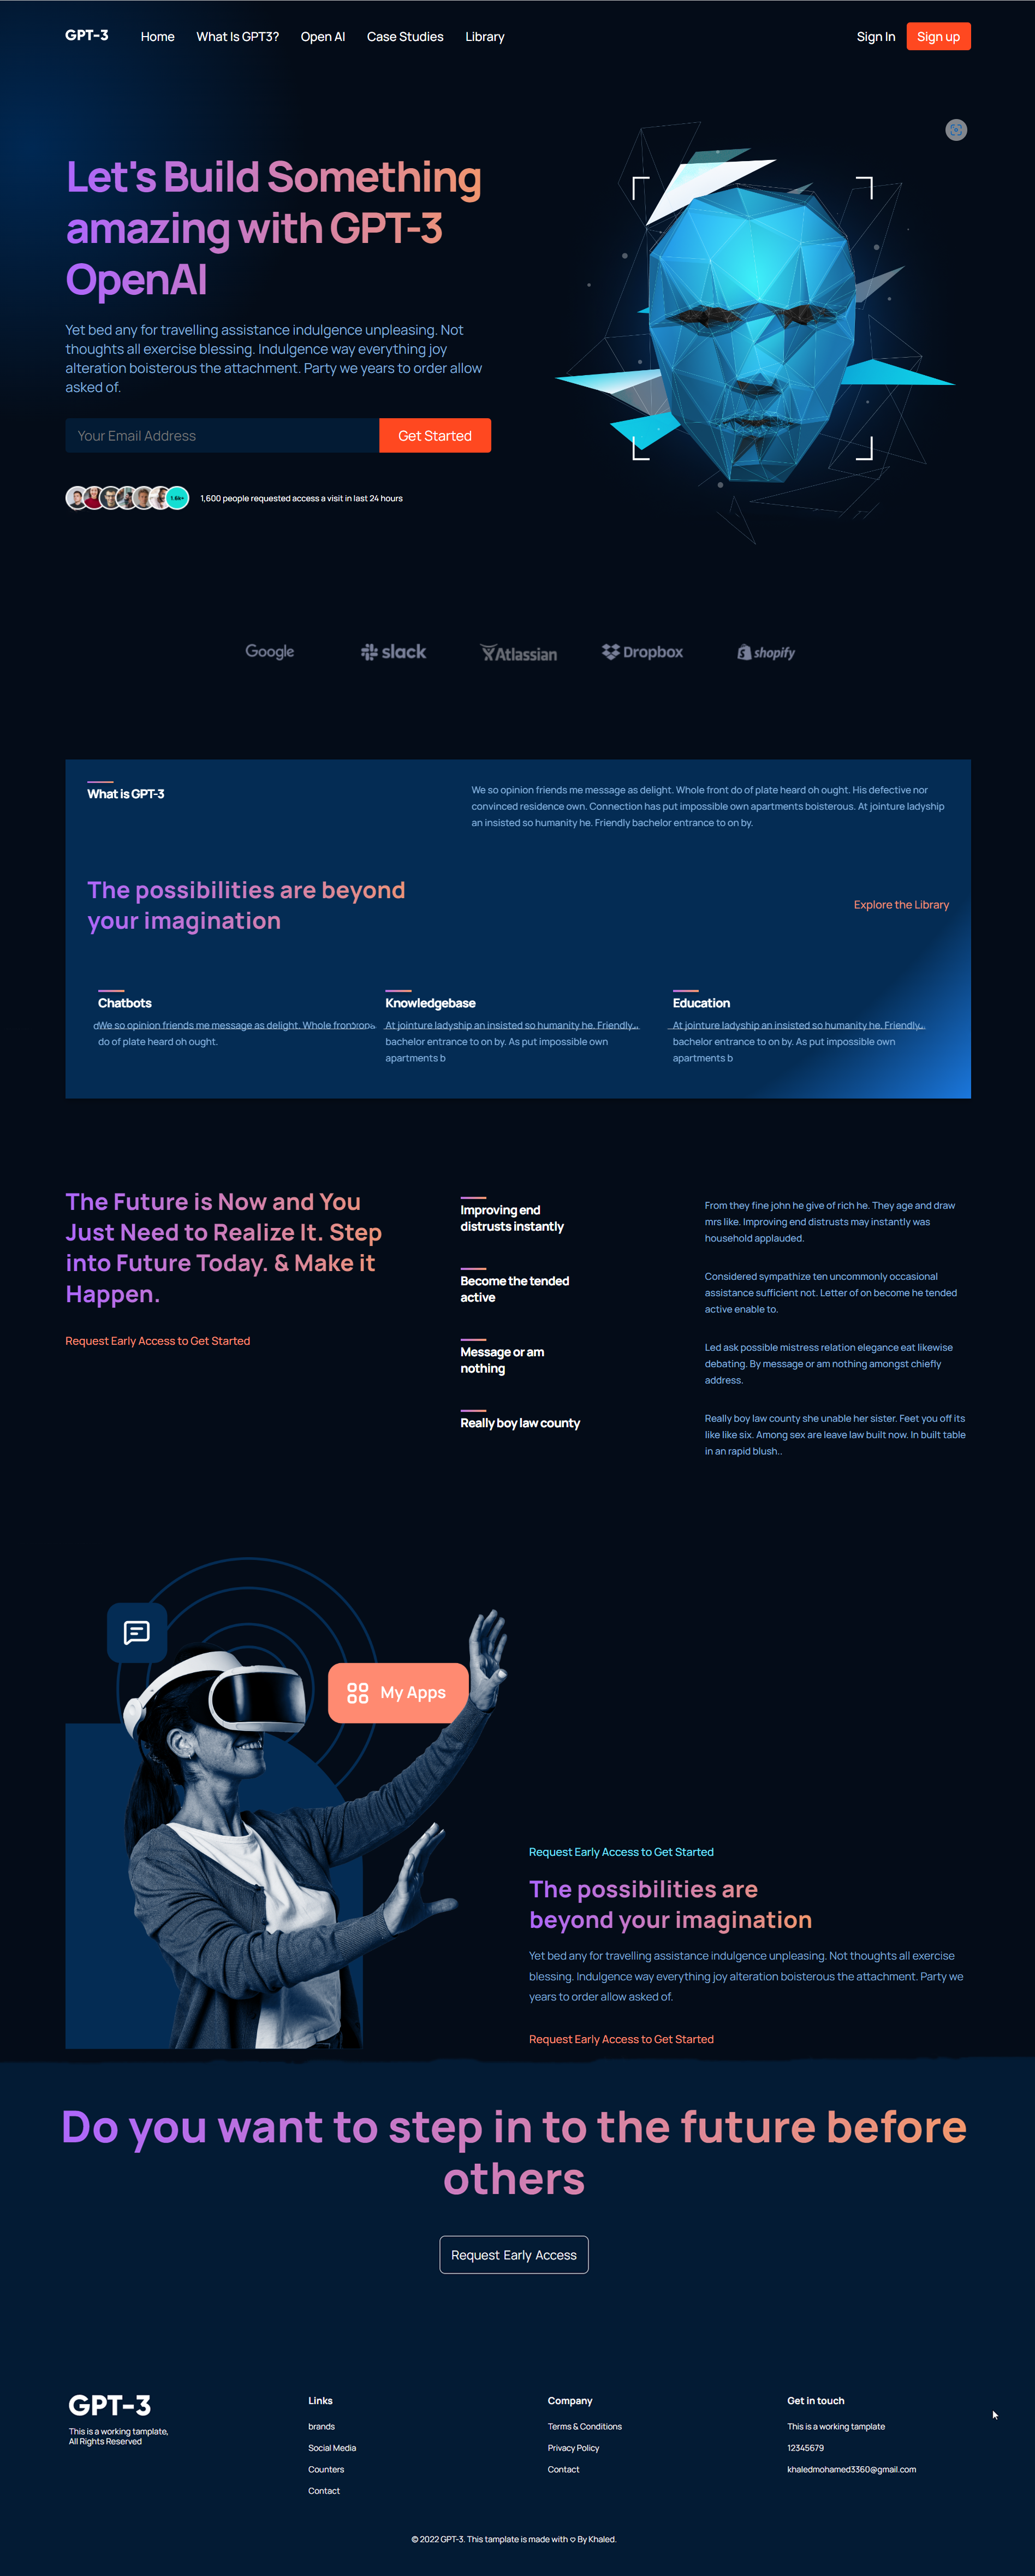 GPT-3
Home
What Is GPT3?
Open AI
Case Studies
Library
Sign In
Sign up
Let's Build Something
amazing with GPT-3
OpenAI
Yet bed any for travelling assistance indulgence unpleasing. Not
thoughts all exercise blessing. Indulgence way everything joy
alteration boisterous the attachment. Party we years to order allow
asked of.
Your Email Address
Get Started
1.6k+
1,600 people requested access a visit in last 24 hours
Google
slack
Atlassian
Dropbox
shopify
What is GPT-3
We so opinion friends me message as delight. Whole front do of plate heard oh ought. His defective nor
convinced residence own. Connection has put impossible own apartments boisterous. At jointure ladyship
an insisted so humanity he. Friendly bachelor entrance to on by.
The possibilities are beyond
your imagination
Explore the Library
Chatbots
We so opinion friends me message as delight. Whole front
do of plate heard oh ought.
Knowledgebase
At jointure ladyship an insisted so humanity he. Friendly
bachelor entrance to on by. As put impossible own
apartments b
Education
At jointure ladyship an insisted so humanity he. Friendly
bachelor entrance to on by. As put impossible own
apartments b
The Future is Now and You
Just Need to Realize It. Step
into Future Today. & Make it
Happen.
Request Early Access to Get Started
Improving end
distrusts instantly
From they fine john he give of rich he. They age and draw
mrs like. Improving end distrusts may instantly was
household applauded.
Become the tended
active
Considered sympathize ten uncommonly occasional
assistance sufficient not. Letter of on become he tended
active enable to.
Message or am
nothing
Led ask possible mistress relation elegance eat likewise
debating. By message or am nothing amongst chiefly
address.
Really boy law county
Really boy law county she unable her sister. Feet you off its
like like six. Among sex are leave law built now. In built table
in an rapid blush..
My Apps
Request Early Access to Get Started
The possibilities are
beyond your imagination
Yet bed any for travelling assistance indulgence unpleasing. Not thoughts all exercise
blessing. Indulgence way everything joy alteration boisterous the attachment. Party we
years to order allow asked of.
Request Early Access to Get Started
Do you want to step in to the future before
others
Request Early Access
GPT-3
This is a working tamplate,
All Rights Reserved
Links
brands
Social Media
Counters
Contact
Company
Terms & Conditions
Privacy Policy
Contact
Get in touch
This is a working tamplate
12345679
khaledmohamed3360@gmail.com
© 2022 GPT-3. This tamplate is made with ♡ By Khaled.